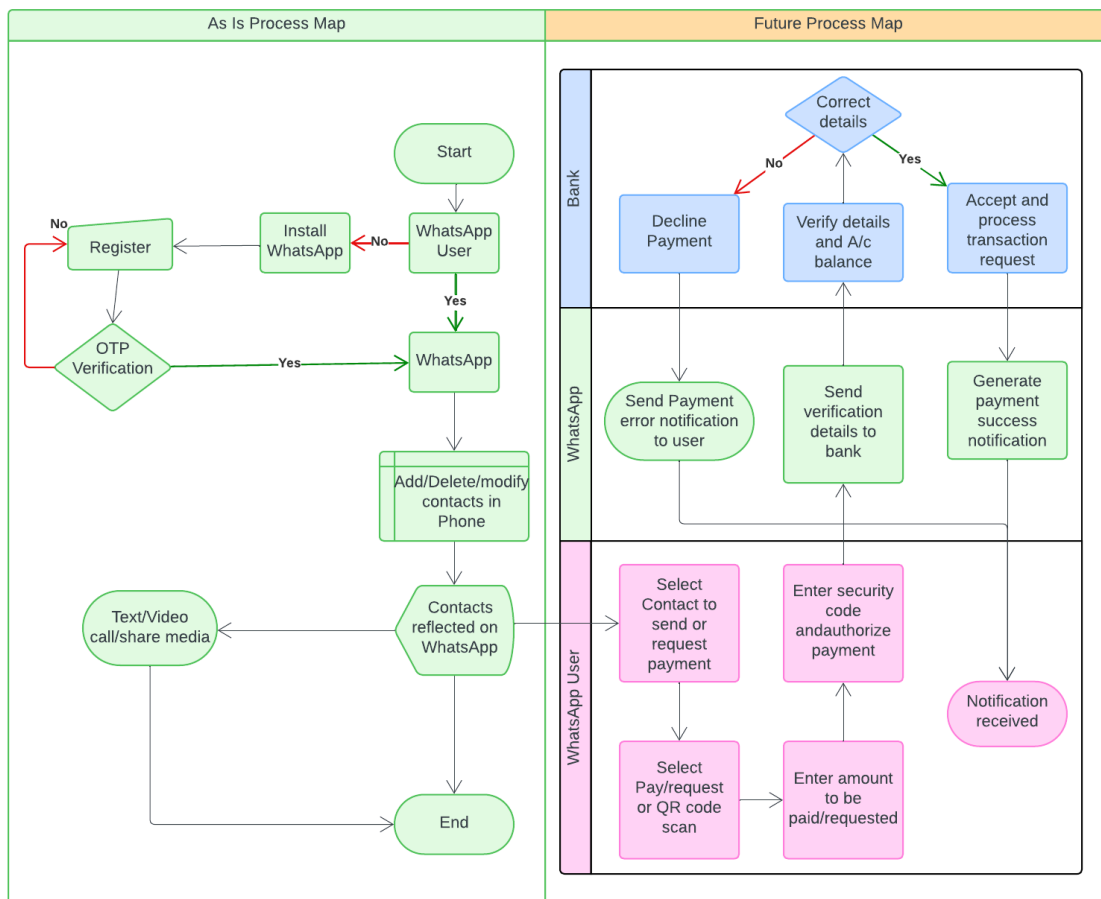 As Is Process Map
Future Process Map
Start
WhatsApp
User
No
Install
WhatsApp
No
Register
Yes
OTP
Verification
Yes
WhatsApp
Add/Delete/modify
contacts in
Phone
Contacts
reflected on
WhatsApp
Text/Video
call/share media
End
Bank
Correct
details
No
Yes
Decline
Payment
Verify details
and A/c
balance
Accept and
process
transaction
request
WhatsApp
Send Payment
error notification
to user
Send
verification
details to
bank
Generate
payment
success
notification
WhatsApp User
Select
Contact to
send or
request
payment
Enter security
code
andauthorize
payment
Notification
received
Select
Pay/request
or QR code
scan
Enter amount
to be
paid/requested